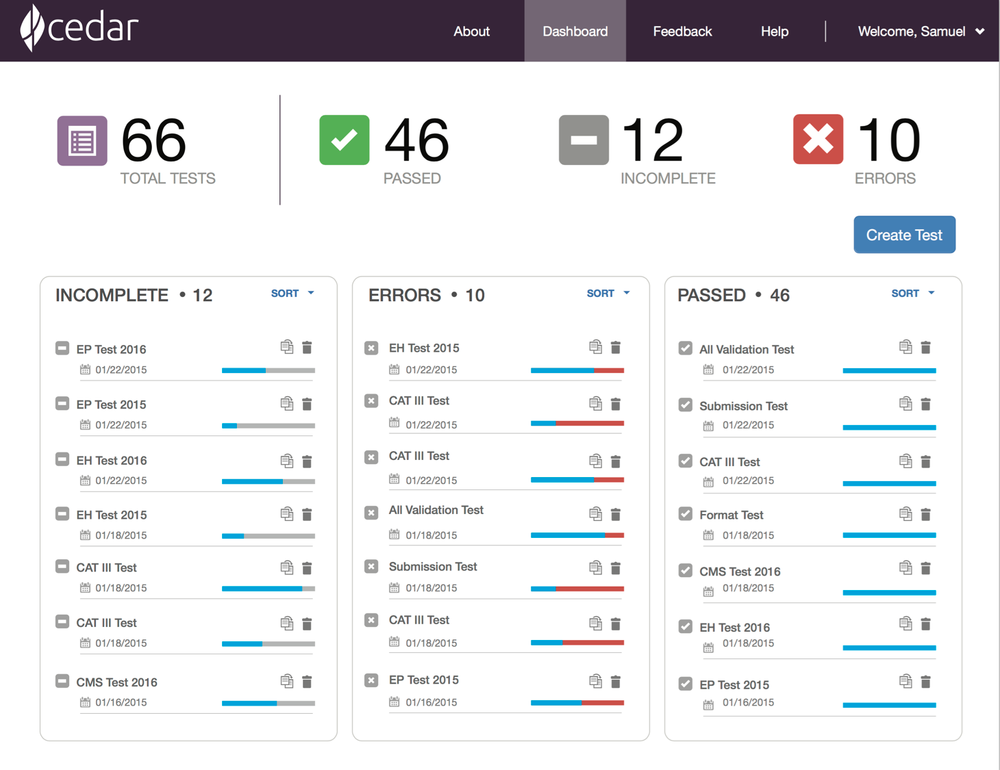 cedar
About
Dashboard
Feedback
Help
Welcome, Samuel
66
TOTAL TESTS
46
PASSED
12
INCOMPLETE
10
ERRORS
Create Test
INCOMPLETE • 12
SORT
EP Test 2016
01/22/2015
EP Test 2015
01/22/2015
EH Test 2016
01/22/2015
EH Test 2015
01/18/2015
CAT III Test
01/18/2015
CAT III Test
01/18/2015
CMS Test 2016
01/16/2015
ERRORS • 10
SORT
EH Test 2015
01/22/2015
CAT III Test
01/22/2015
CAT III Test
01/22/2015
All Validation Test
01/18/2015
Submission Test
01/18/2015
CAT III Test
01/18/2015
EP Test 2015
01/16/2015
PASSED • 46
SORT
All Validation Test
01/22/2015
Submission Test
01/22/2015
CAT III Test
01/22/2015
Format Test
01/18/2015
CMS Test 2016
01/18/2015
EH Test 2016
01/18/2015
EP Test 2015
01/16/2015